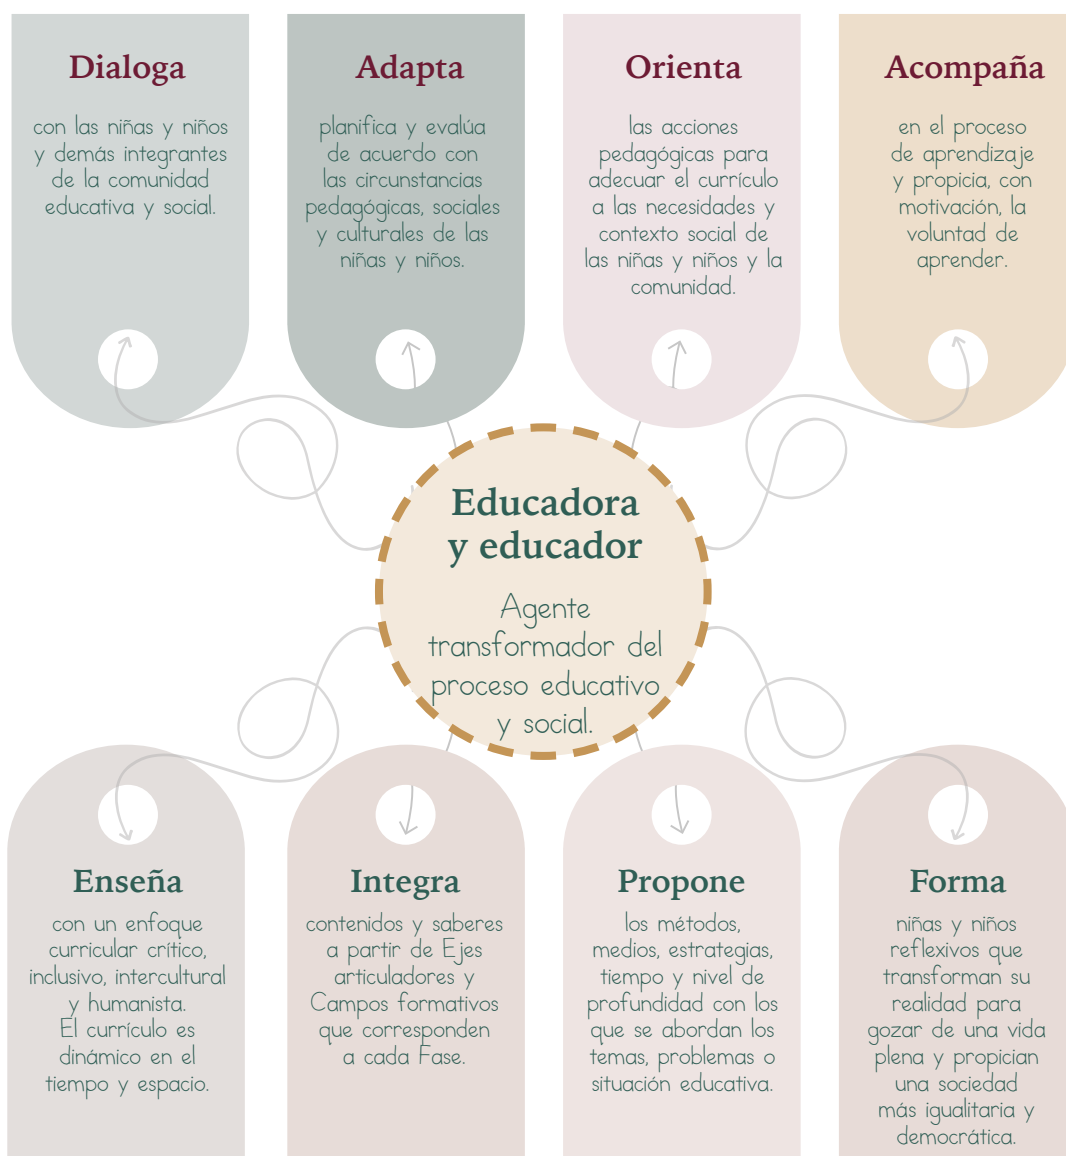 Dialoga
con las niñas y niños
y demás integrantes
de la comunidad
educativa y social.
Adapta
planifica y evalúa
de acuerdo con
las circunstancias
pedagógicas, sociales
y culturales de las
niñas y niños.
Orienta
las acciones
pedagógicas para
adecuar el currículo
a las necesidades y
contexto social de
las niñas y niños y la
comunidad.
Acompaña
en el proceso
de aprendizaje
y propicia, con
motivación, la
voluntad de
aprender.
Educadora
y educador
Agente
transformador del
proceso educativo
y social.
Enseña
con un enfoque
curricular crítico,
inclusivo, intercultural
y humanista.
El currículo es
dinámico en el
tiempo y espacio.
Integra
contenidos y saberes
a partir de Ejes
articuladores y
Campos formativos
que corresponden
a cada Fase.
Propone
los métodos,
medios, estrategias,
tiempo y nivel de
profundidad con los
que se abordan los
temas, problemas o
situación educativa.
Forma
niñas y niños
reflexivos que
transforman su
realidad para
gozar de una vida
plena y propician
una sociedad
más igualitaria y
democrática.